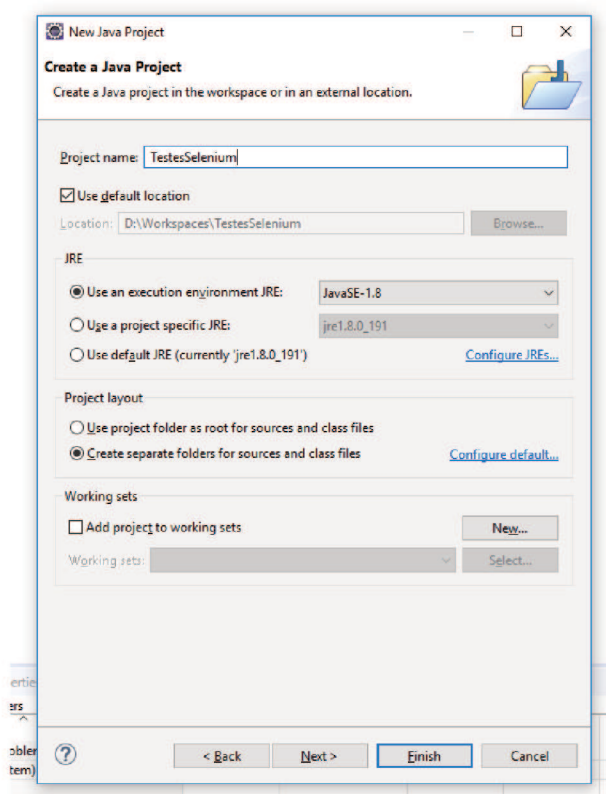 New Java Project
Create a Java Project
Create a Java project in the workspace or in an external location.
Project name: TestesSelenium
Use default location
Location: D:\Workspaces\TestesSelenium Browse...
JRE
Use an execution environment JRE: JavaSE-1.8
Use a project specific JRE: jre1.8.0_191
Use default JRE (currently 'jre1.8.0_191') Configure JREs...
Project layout
Use project folder as root for sources and class files
Create separate folders for sources and class files Configure default...
Working sets
Add project to working sets New...
Working sets: Select...
ertie
ers
obler
tem)
? < Back Next > Finish Cancel